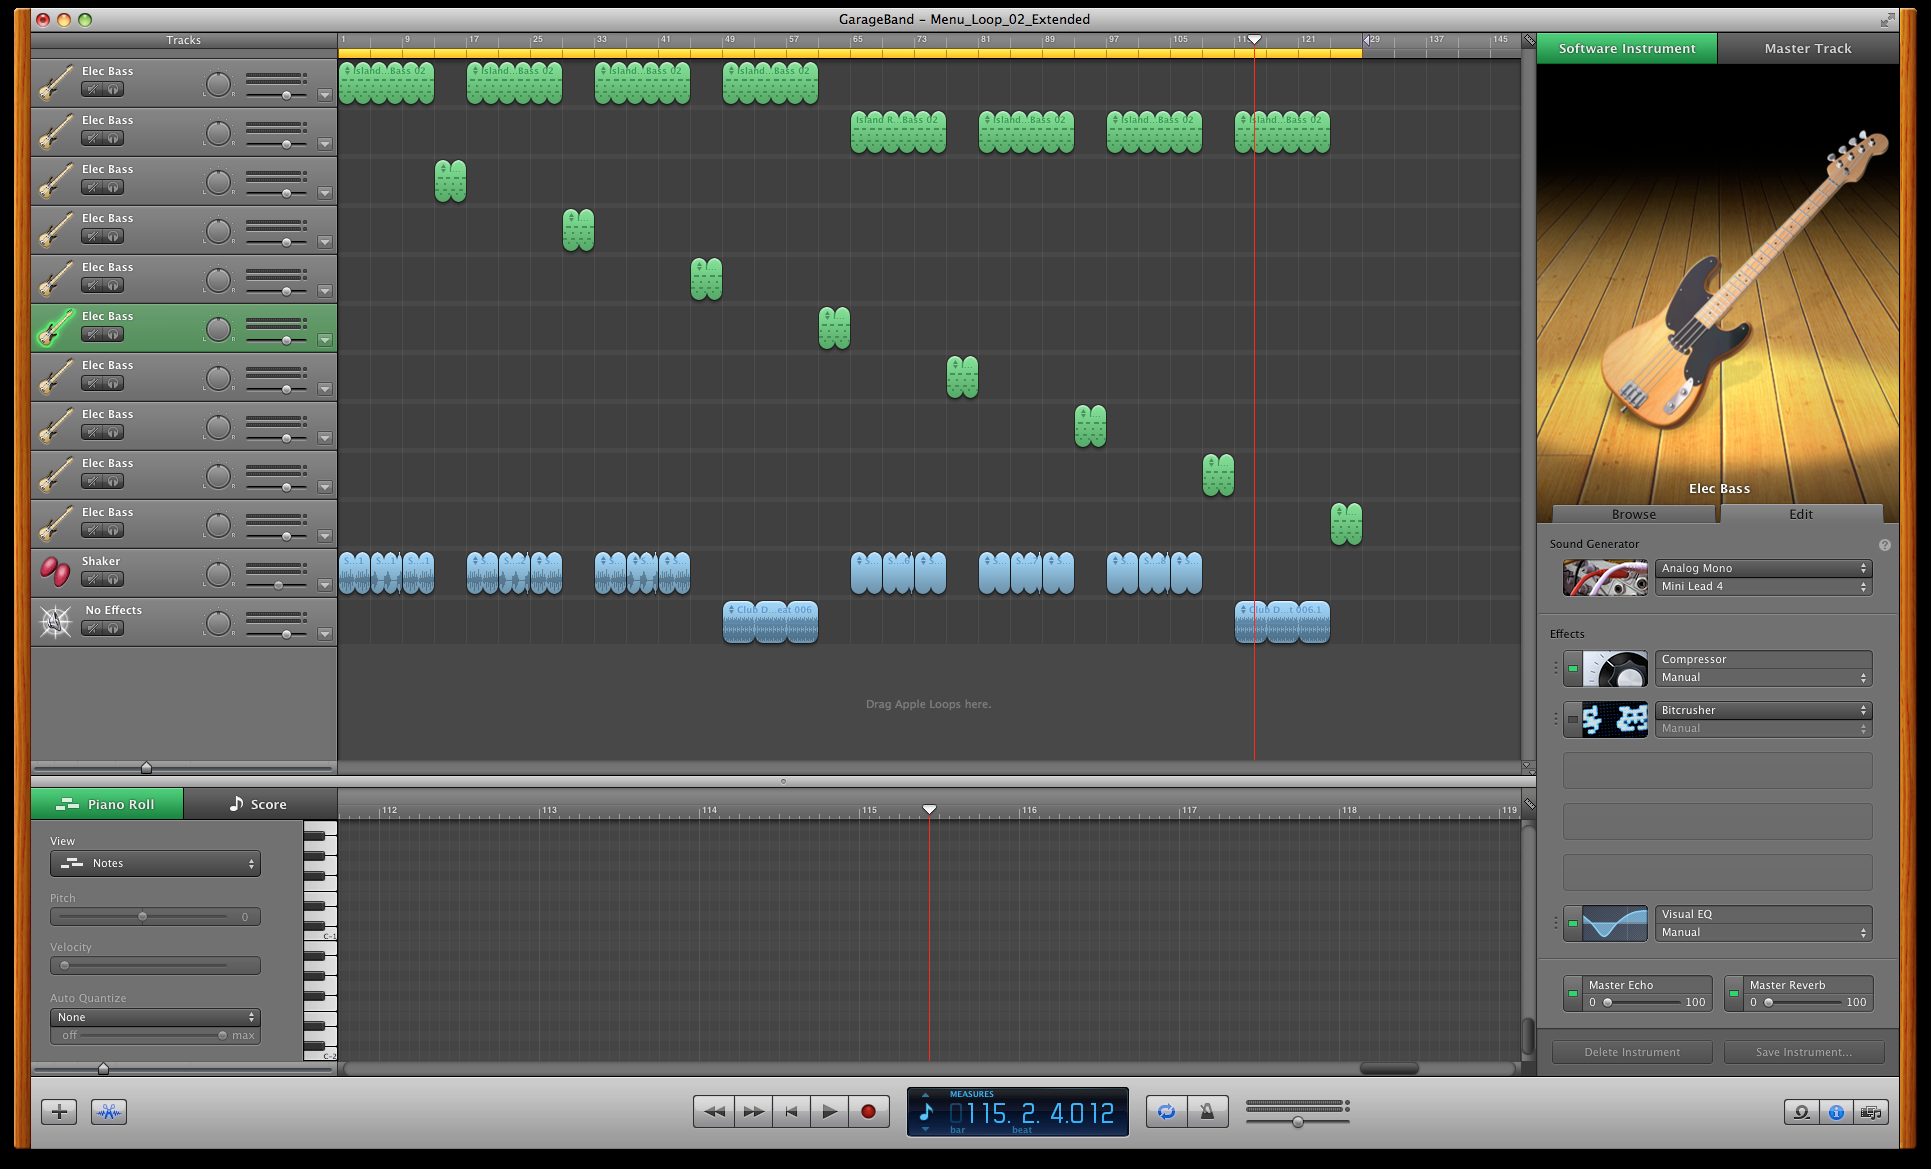 GarageBand – Menu_Loop_02_Extended
Tracks
1 9 17 25 33 41 49 57 65 73 81 89 97 105 121 129 137 145
Software Instrument Master Track
Elec Bass
Island...Bass 02 Island...Bass 02 Island...Bass 02 Island...Bass 02
L R
Elec Bass
Island R...Bass 02 Island...Bass 02 Island...Bass 02 Island...Bass 02
L R
Elec Bass
L R
Elec Bass
L R
Elec Bass
L R
Elec Bass
L R
Elec Bass
L R
Elec Bass
L R
Elec Bass
L R
Elec Bass
L R
Shaker
L R
No Effects
Club D...eat 006 Club D...t 006.1
L R
Drag Apple Loops here.
Elec Bass
Browse Edit
Sound Generator ?
Analog Mono
Mini Lead 4
Effects
Compressor
Manual
Bitcrusher
Manual
Visual EQ
Manual
Master Echo
0 100
Master Reverb
0 100
Delete Instrument Save Instrument...
Piano Roll Score
112 113 114 115 116 117 118 119
View
Notes
Pitch
0
Velocity
Auto Quantize
None
off max
C-1
C-2
MEASURES
115. 2. 4.012
bar beat